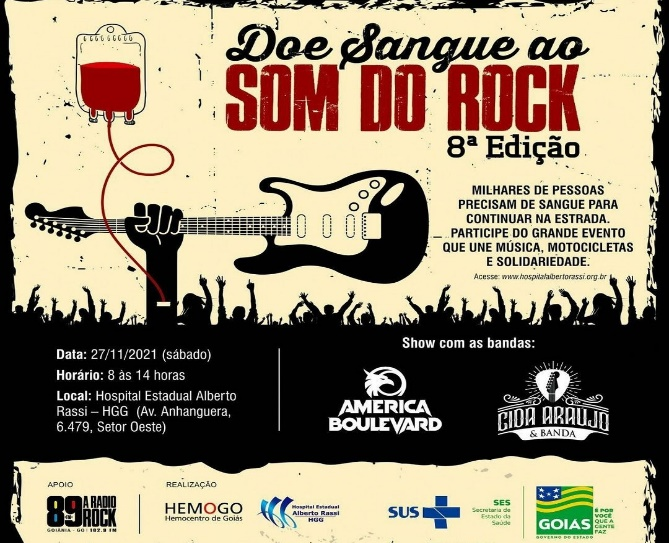 Doe Sangue ao
SOM DO ROCK
8ª Edição
MILHARES DE PESSOAS
PRECISAM DE SANGUE PARA
CONTINUAR NA ESTRADA.
PARTICIPE DO GRANDE EVENTO
QUE UNE MÚSICA, MOTOCICLETAS
E SOLIDARIEDADE.
Acesse: www.hospitalalbertorassi.org.br
Data: 27/11/2021 (sábado)
Horário: 8 às 14 horas
Local: Hospital Estadual Alberto
Rassi – HGG (Av. Anhanguera,
6.479, Setor Oeste)
Show com as bandas:
AMERICA
BOULEVARD
CIDA ARAUJO
& BANDA
APOIO
89 FM A RADIO
ROCK
GOIÂNIA - GO 102.9 FM
REALIZAÇÃO
HEMOGO
Hemocentro de Goiás
Hospital Estadual
Alberto Rassi
HGG
SUS
SES
Secretaria de
Estado da
Saúde
GOIÁS
GOVERNO DO ESTADO
É POR
VOCÊ
QUE A
GENTE
FAZ